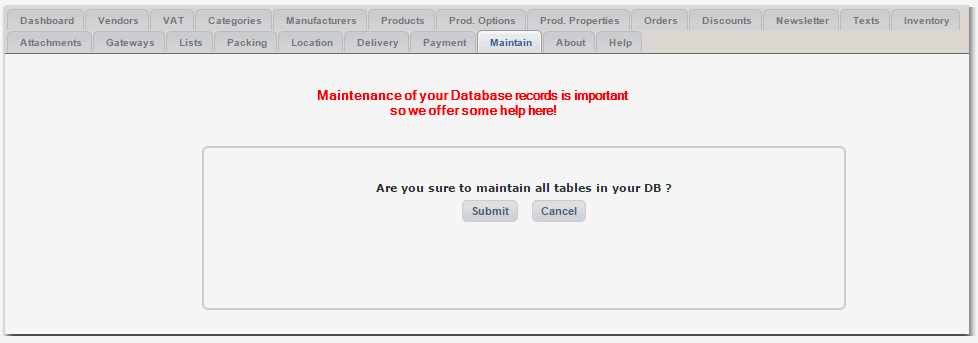 Dashboard Vendors VAT Categories Manufacturers Products Prod. Options Prod. Properties Orders Discounts Newsletter Texts Inventory
Attachments Gateways Lists Packing Location Delivery Payment Maintain About Help
Maintenance of your Database records is important
so we offer some help here!
Are you sure to maintain all tables in your DB ?
Submit Cancel